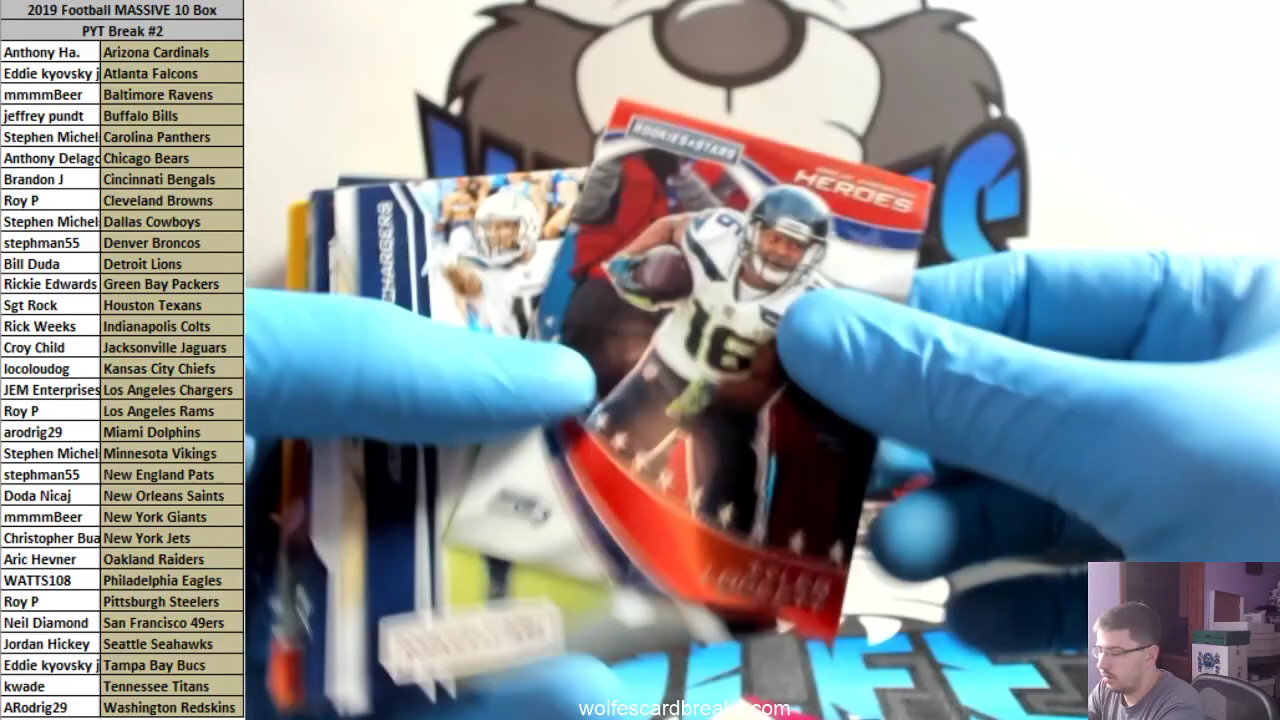 2019 Football MASSIVE 10 Box
PYT Break #2
Anthony Ha. Arizona Cardinals
Eddie kyovsky j Atlanta Falcons
mmmmBeer Baltimore Ravens
jeffrey pundt Buffalo Bills
Stephen Michel Carolina Panthers
Anthony Delago Chicago Bears
Brandon J Cincinnati Bengals
Roy P Cleveland Browns
Stephen Michel Dallas Cowboys
stephman55 Denver Broncos
Bill Duda Detroit Lions
Rickie Edwards Green Bay Packers
Sgt Rock Houston Texans
Rick Weeks Indianapolis Colts
Croy Child Jacksonville Jaguars
locoloudog Kansas City Chiefs
JEM Enterprises Los Angeles Chargers
Roy P Los Angeles Rams
arodrig29 Miami Dolphins
Stephen Michel Minnesota Vikings
stephman55 New England Pats
Doda Nicaj New Orleans Saints
mmmmBeer New York Giants
Christopher Bua New York Jets
Aric Hevner Oakland Raiders
WATTS108 Philadelphia Eagles
Roy P Pittsburgh Steelers
Neil Diamond San Francisco 49ers
Jordan Hickey Seattle Seahawks
Eddie kyovsky j Tampa Bay Bucs
kwade Tennessee Titans
ARodrig29 Washington Redskins
ROOKIES & STARS
HEROES
16
CHARGERS
TYLER
LOCKETT
wolfescardbreaks.com